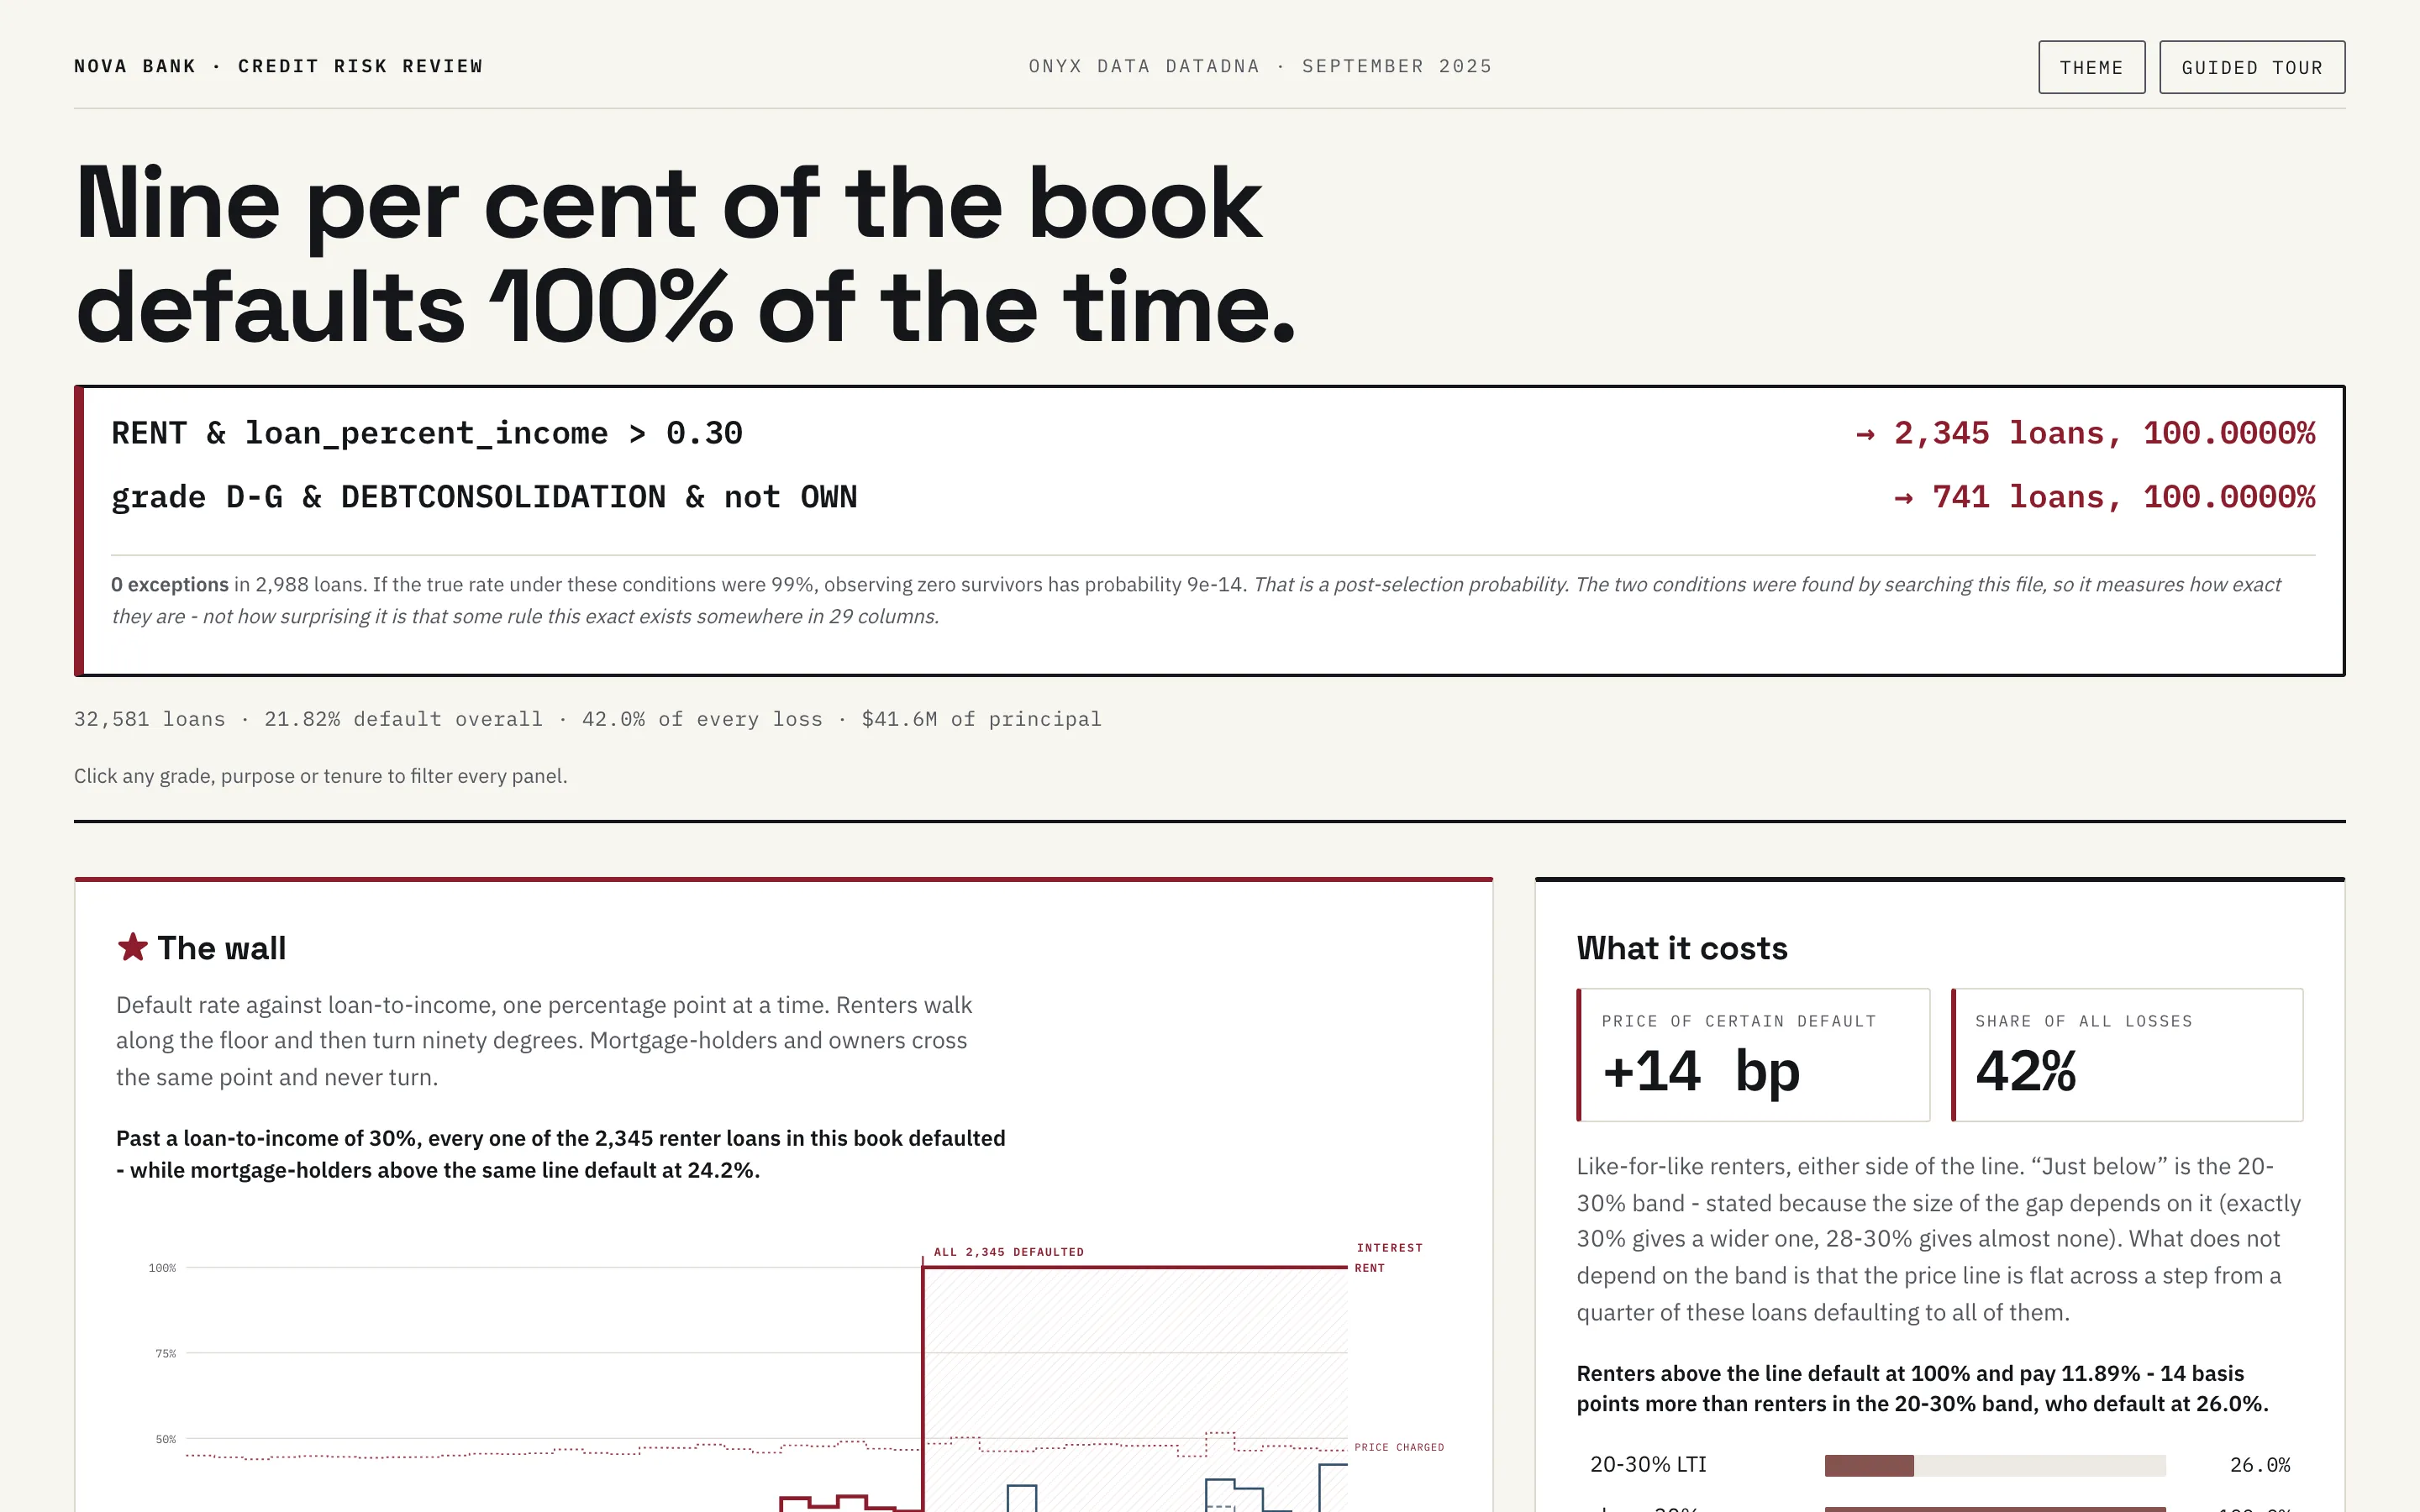 NOVA BANK · CREDIT RISK REVIEW
ONYX DATA DATADNA · SEPTEMBER 2025
THEME
GUIDED TOUR
Nine per cent of the book
defaults 100% of the time.
RENT & loan_percent_income > 0.30
→ 2,345 loans, 100.0000%
grade D-G & DEBTCONSOLIDATION & not OWN
→ 741 loans, 100.0000%
0 exceptions in 2,988 loans. If the true rate under these conditions were 99%, observing zero survivors has probability 9e-14. That is a post-selection probability. The two conditions were found by searching this file, so it measures how exact
they are - not how surprising it is that some rule this exact exists somewhere in 29 columns.
32,581 loans · 21.82% default overall · 42.0% of every loss · $41.6M of principal
Click any grade, purpose or tenure to filter every panel.
★ The wall
Default rate against loan-to-income, one percentage point at a time. Renters walk
along the floor and then turn ninety degrees. Mortgage-holders and owners cross
the same point and never turn.
Past a loan-to-income of 30%, every one of the 2,345 renter loans in this book defaulted
- while mortgage-holders above the same line default at 24.2%.
ALL 2,345 DEFAULTED
INTEREST
100%
RENT
75%
50%
PRICE CHARGED
What it costs
PRICE OF CERTAIN DEFAULT
+14 bp
SHARE OF ALL LOSSES
42%
Like-for-like renters, either side of the line. “Just below” is the 20-
30% band - stated because the size of the gap depends on it (exactly
30% gives a wider one, 28-30% gives almost none). What does not
depend on the band is that the price line is flat across a step from a
quarter of these loans defaulting to all of them.
Renters above the line default at 100% and pay 11.89% - 14 basis
points more than renters in the 20-30% band, who default at 26.0%.
20-30% LTI
26.0%